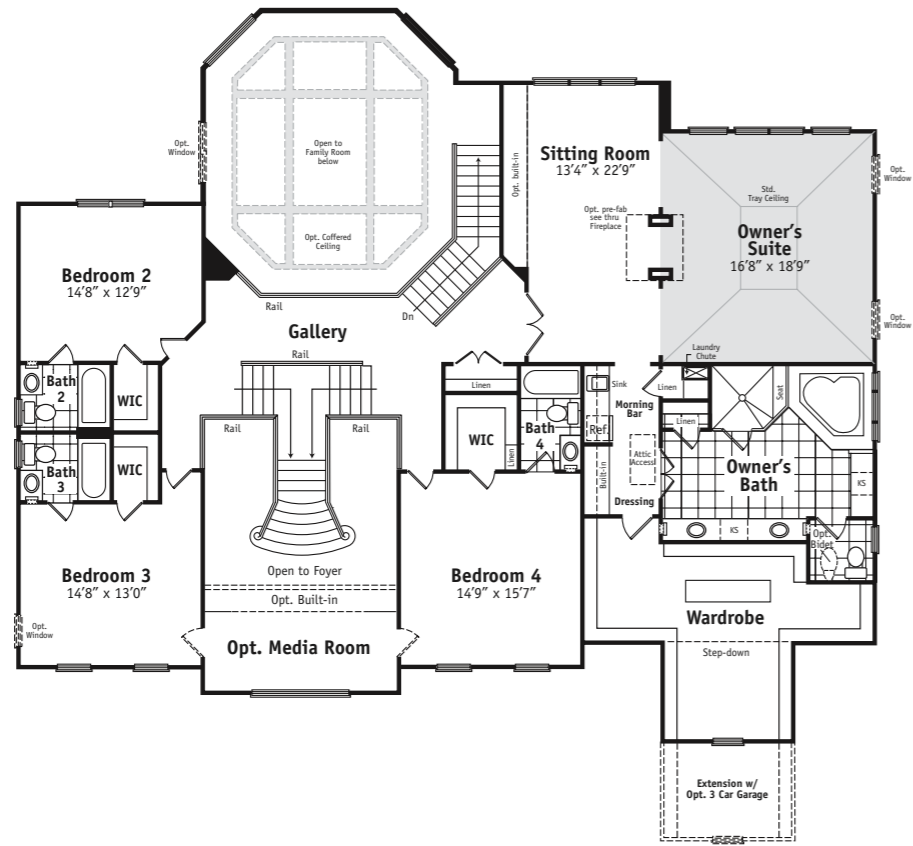 Opt.
Window
Open to
Family Room
below
Opt. Coffered
Ceiling
Opt. built-in
Sitting Room
13'4" x 22'9"
Opt. pre-fab
see thru
Fireplace
Std.
Tray Ceiling
Owner's
Suite
16'8" x 18'9"
Opt.
Window
Opt.
Window
Bedroom 2
14'8" x 12'9"
Rail
Dn
Gallery
Rail
Linen
Laundry
Chute
Linen
Sink
Morning
Bar
Ref.
Seat
Linen
Bath
2
WIC
Rail
Rail
WIC
Linen
Bath
4
Attic
Access
Built-in
Dressing
Owner's
Bath
KS
KS
Bath
3
WIC
Opt.
Bidet
Open to Foyer
Opt. Built-in
Bedroom 3
14'8" x 13'0"
Opt.
Window
Opt. Media Room
Bedroom 4
14'9" x 15'7"
Wardrobe
Step-down
Extension w/
Opt. 3 Car Garage